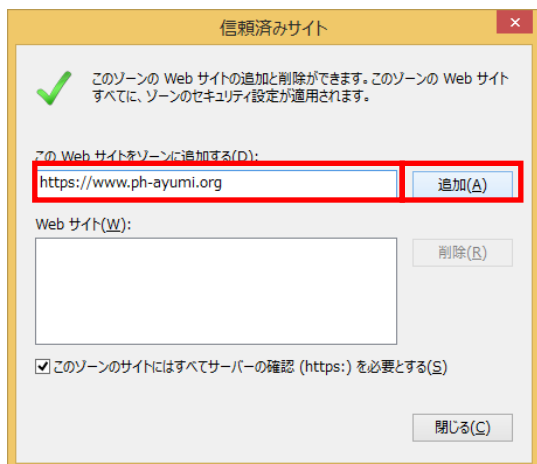 信頼済みサイト
このゾーンの Web サイトの追加と削除ができます。このゾーンの Web サイト
すべてに、ゾーンのセキュリティ設定が適用されます。
この Web サイトをゾーンに追加する(D):
https://www.ph-ayumi.org
追加(A)
Web サイト(W):
削除(R)
このゾーンのサイトにはすべてサーバーの確認 (https:) を必要とする(S)
閉じる(C)